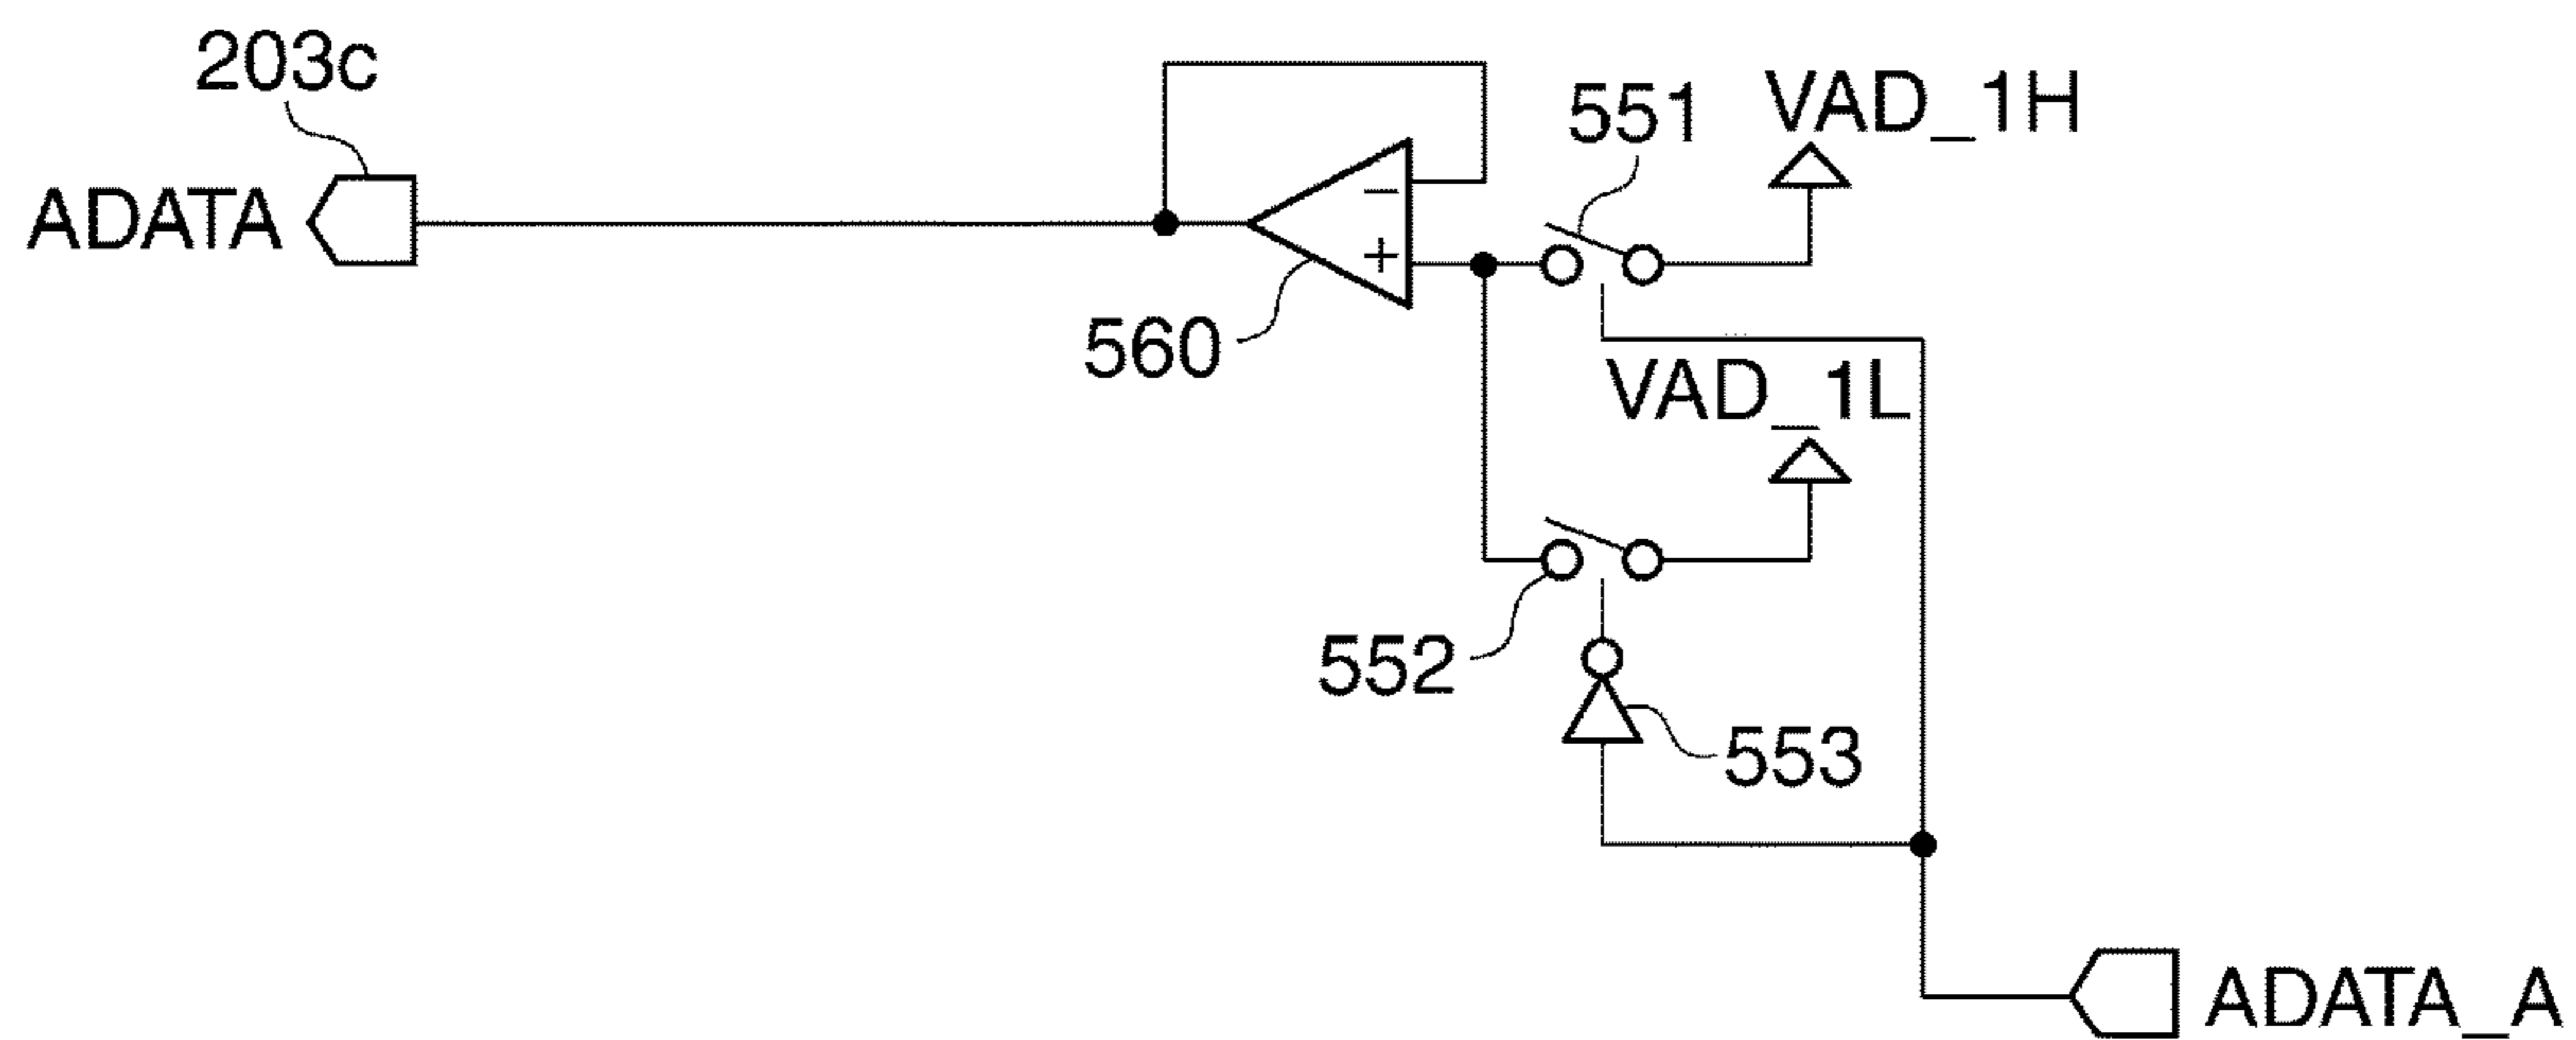 203c
ADATA
551
VAD_1H
−
+
560
VAD_1L
552
553
ADATA_A